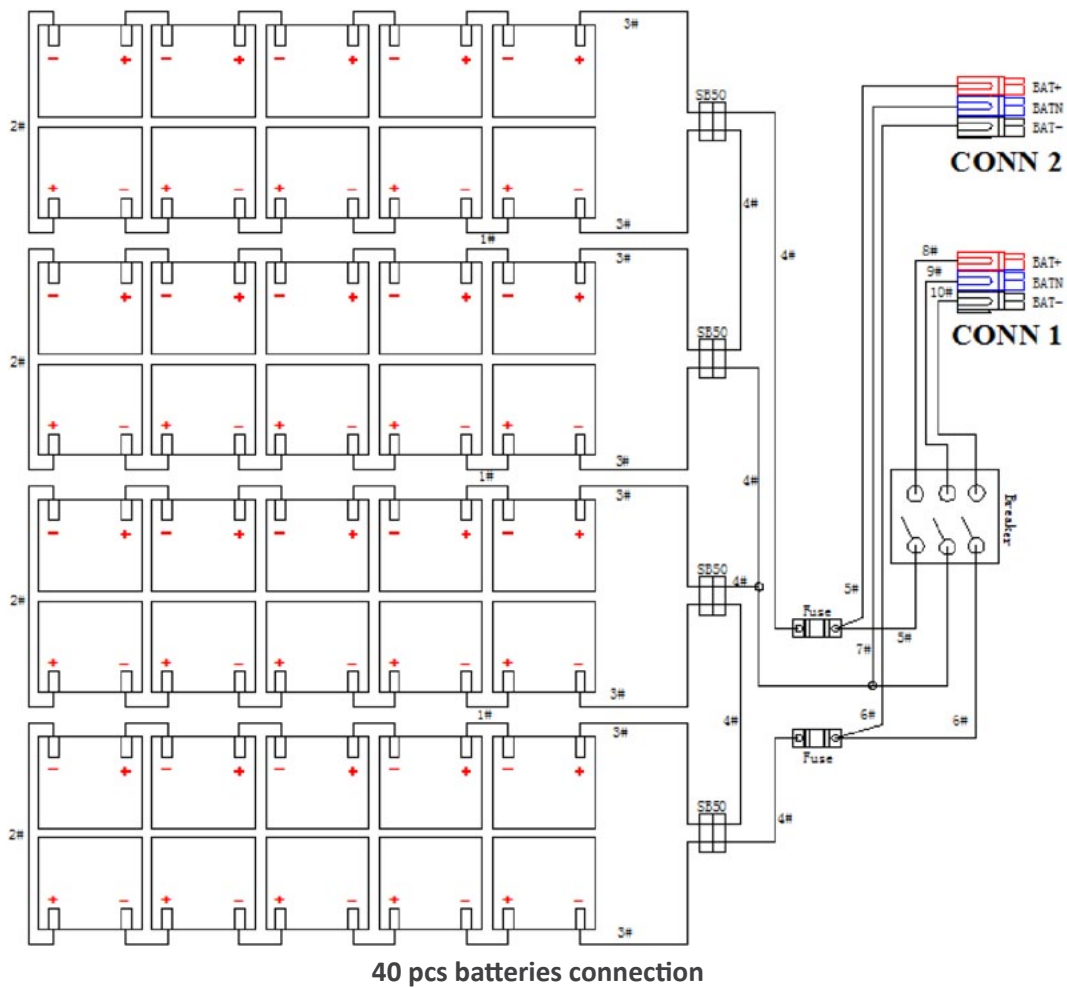 3#
- + - + - + - + - +
SB50
BAT+
BATN
BAT-
CONN 2
2#
4#
+ - + - + - + - + -
3#
1#
4#
3#
8#
BAT+
9#
BATN
10#
BAT-
CONN 1
- + - + - + - + - +
SB50
2#
+ - + - + - + - + -
3#
1#
4#
3#
Breaker
- + - + - + - + - +
SB50
4#
2#
5#
Fuse
5#
7#
+ - + - + - + - + -
3#
1#
4#
6#
6#
3#
Fuse
- + - + - + - + - +
SB50
4#
2#
+ - + - + - + - + -
3#
40 pcs batteries connection